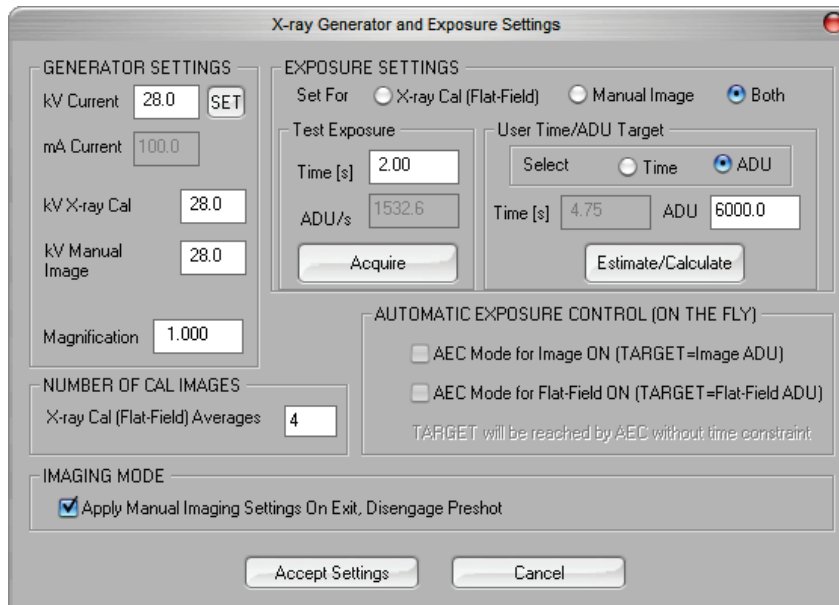 X-ray Generator and Exposure Settings
GENERATOR SETTINGS
kV Current 28.0 SET
mA Current 100.0
kV X-ray Cal 28.0
kV Manual Image 28.0
Magnification 1.000
EXPOSURE SETTINGS
Set For X-ray Cal (Flat-Field) Manual Image Both
Test Exposure
Time [s] 2.00
ADU/s 1532.6
Acquire
User Time/ADU Target
Select Time ADU
Time [s] 4.75 ADU 6000.0
Estimate/Calculate
AUTOMATIC EXPOSURE CONTROL (ON THE FLY)
AEC Mode for Image ON (TARGET=Image ADU)
AEC Mode for Flat-Field ON (TARGET=Flat-Field ADU)
TARGET will be reached by AEC without time constraint
NUMBER OF CAL IMAGES
X-ray Cal (Flat-Field) Averages 4
IMAGING MODE
Apply Manual Imaging Settings On Exit, Disengage Preshot
Accept Settings Cancel